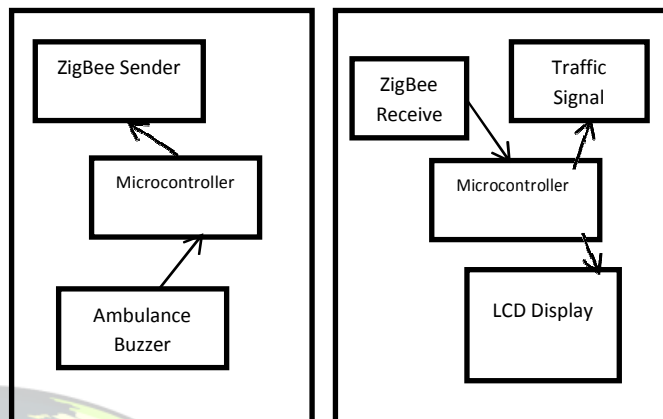 ZigBee Sender
Microcontroller
Ambulance
Buzzer
ZigBee
Receive
Traffic
Signal
Microcontroller
LCD Display